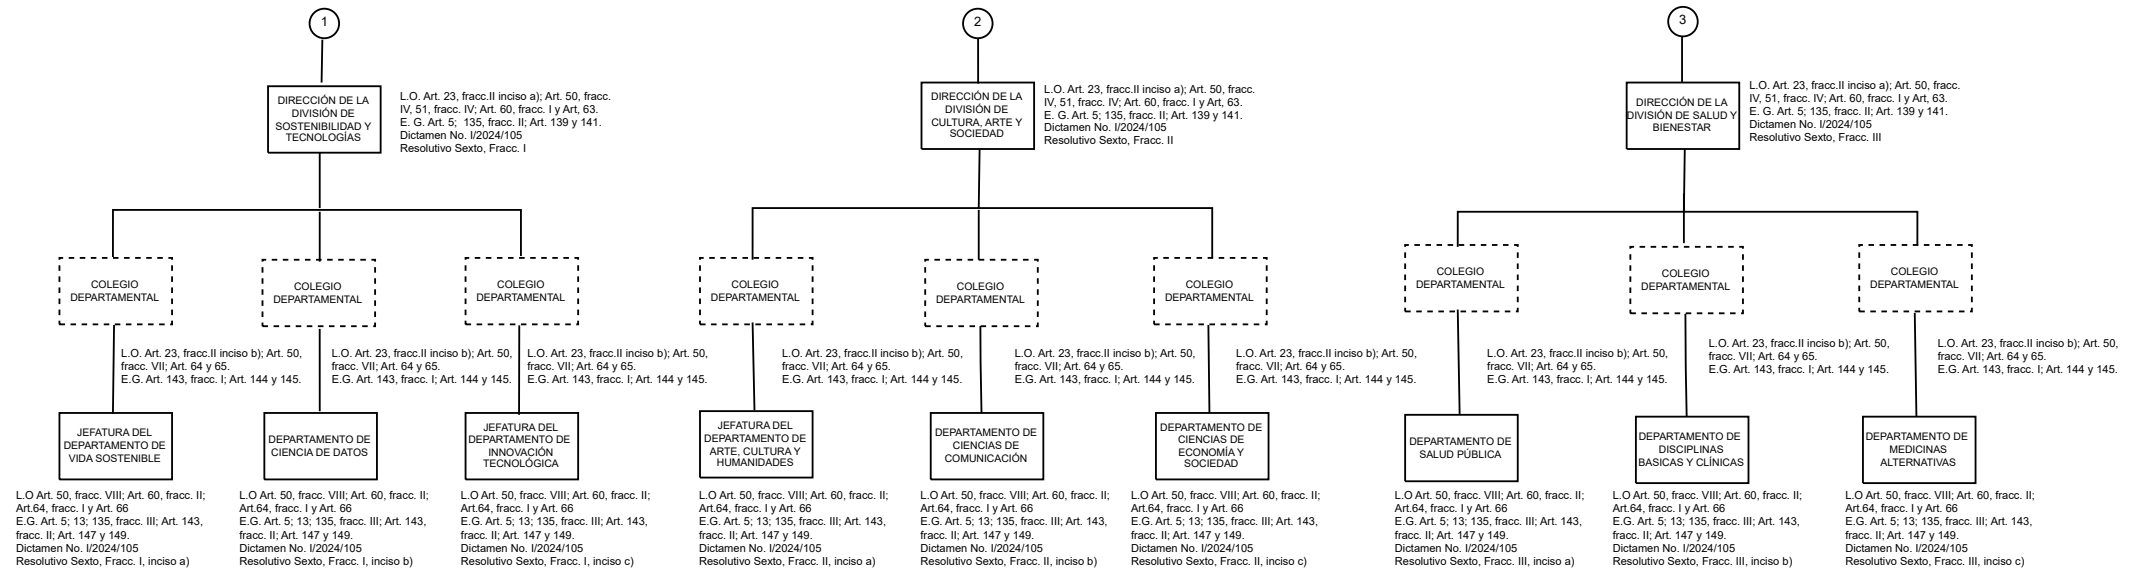 1
DIRECCIÓN DE LA
DIVISIÓN DE
SOSTENIBILIDAD Y
TECNOLOGÍAS
L.O. Art. 23, fracc.II inciso a); Art. 50, fracc.
IV, 51, fracc. IV; Art. 60, fracc. I y Art, 63.
E. G. Art. 5;  135, fracc. II; Art. 139 y 141.
Dictamen No. I/2024/105
Resolutivo Sexto, Fracc. I
2
DIRECCIÓN DE LA
DIVISIÓN DE
CULTURA, ARTE Y
SOCIEDAD
L.O. Art. 23, fracc.II inciso a); Art. 50, fracc.
IV, 51, fracc. IV; Art. 60, fracc. I y Art, 63.
E. G. Art. 5; 135, fracc. II; Art. 139 y 141.
Dictamen No. I/2024/105
Resolutivo Sexto, Fracc. II
3
DIRECCIÓN DE LA
DIVISIÓN DE SALUD Y
BIENESTAR
L.O. Art. 23, fracc.II inciso a); Art. 50, fracc.
IV, 51, fracc. IV; Art. 60, fracc. I y Art, 63.
E. G. Art. 5; 135, fracc. II; Art. 139 y 141.
Dictamen No. I/2024/105
Resolutivo Sexto, Fracc. III
COLEGIO
DEPARTAMENTAL
COLEGIO
DEPARTAMENTAL
COLEGIO
DEPARTAMENTAL
COLEGIO
DEPARTAMENTAL
COLEGIO
DEPARTAMENTAL
COLEGIO
DEPARTAMENTAL
COLEGIO
DEPARTAMENTAL
COLEGIO
DEPARTAMENTAL
COLEGIO
DEPARTAMENTAL
L.O. Art. 23, fracc.II inciso b); Art. 50,
fracc. VII; Art. 64 y 65.
E.G. Art. 143, fracc. I; Art. 144 y 145.
L.O. Art. 23, fracc.II inciso b); Art. 50,
fracc. VII; Art. 64 y 65.
E.G. Art. 143, fracc. I; Art. 144 y 145.
L.O. Art. 23, fracc.II inciso b); Art. 50,
fracc. VII; Art. 64 y 65.
E.G. Art. 143, fracc. I; Art. 144 y 145.
L.O. Art. 23, fracc.II inciso b); Art. 50,
fracc. VII; Art. 64 y 65.
E.G. Art. 143, fracc. I; Art. 144 y 145.
L.O. Art. 23, fracc.II inciso b); Art. 50,
fracc. VII; Art. 64 y 65.
E.G. Art. 143, fracc. I; Art. 144 y 145.
L.O. Art. 23, fracc.II inciso b); Art. 50,
fracc. VII; Art. 64 y 65.
E.G. Art. 143, fracc. I; Art. 144 y 145.
L.O. Art. 23, fracc.II inciso b); Art. 50,
fracc. VII; Art. 64 y 65.
E.G. Art. 143, fracc. I; Art. 144 y 145.
L.O. Art. 23, fracc.II inciso b); Art. 50,
fracc. VII; Art. 64 y 65.
E.G. Art. 143, fracc. I; Art. 144 y 145.
L.O. Art. 23, fracc.II inciso b); Art. 50,
fracc. VII; Art. 64 y 65.
E.G. Art. 143, fracc. I; Art. 144 y 145.
JEFATURA DEL
DEPARTAMENTO DE
VIDA SOSTENIBLE
DEPARTAMENTO DE
CIENCIA DE DATOS
JEFATURA DEL
DEPARTAMENTO DE
INNOVACIÓN
TECNOLÓGICA
JEFATURA DEL
DEPARTAMENTO DE
ARTE, CULTURA Y
HUMANIDADES
DEPARTAMENTO DE
CIENCIAS DE
COMUNICACIÓN
DEPARTAMENTO DE
CIENCIAS DE
ECONOMÍA Y
SOCIEDAD
DEPARTAMENTO DE
SALUD PÚBLICA
DEPARTAMENTO DE
DISCIPLINAS
BASICAS Y CLÍNICAS
DEPARTAMENTO DE
MEDICINAS
ALTERNATIVAS
L.O Art. 50, fracc. VIII; Art. 60, fracc. II;
Art.64, fracc. I y Art. 66
E.G. Art. 5; 13; 135, fracc. III; Art. 143,
fracc. II; Art. 147 y 149.
Dictamen No. I/2024/105
Resolutivo Sexto, Fracc. I, inciso a)
L.O Art. 50, fracc. VIII; Art. 60, fracc. II;
Art.64, fracc. I y Art. 66
E.G. Art. 5; 13; 135, fracc. III; Art. 143,
fracc. II; Art. 147 y 149.
Dictamen No. I/2024/105
Resolutivo Sexto, Fracc. I, inciso b)
L.O Art. 50, fracc. VIII; Art. 60, fracc. II;
Art.64, fracc. I y Art. 66
E.G. Art. 5; 13; 135, fracc. III; Art. 143,
fracc. II; Art. 147 y 149.
Dictamen No. I/2024/105
Resolutivo Sexto, Fracc. I, inciso c)
L.O Art. 50, fracc. VIII; Art. 60, fracc. II;
Art.64, fracc. I y Art. 66
E.G. Art. 5; 13; 135, fracc. III; Art. 143,
fracc. II; Art. 147 y 149.
Dictamen No. I/2024/105
Resolutivo Sexto, Fracc. II, inciso a)
L.O Art. 50, fracc. VIII; Art. 60, fracc. II;
Art.64, fracc. I y Art. 66
E.G. Art. 5; 13; 135, fracc. III; Art. 143,
fracc. II; Art. 147 y 149.
Dictamen No. I/2024/105
Resolutivo Sexto, Fracc. II, inciso b)
L.O Art. 50, fracc. VIII; Art. 60, fracc. II;
Art.64, fracc. I y Art. 66
E.G. Art. 5; 13; 135, fracc. III; Art. 143,
fracc. II; Art. 147 y 149.
Dictamen No. I/2024/105
Resolutivo Sexto, Fracc. II, inciso c)
L.O Art. 50, fracc. VIII; Art. 60, fracc. II;
Art.64, fracc. I y Art. 66
E.G. Art. 5; 13; 135, fracc. III; Art. 143,
fracc. II; Art. 147 y 149.
Dictamen No. I/2024/105
Resolutivo Sexto, Fracc. III, inciso a)
L.O Art. 50, fracc. VIII; Art. 60, fracc. II;
Art.64, fracc. I y Art. 66
E.G. Art. 5; 13; 135, fracc. III; Art. 143,
fracc. II; Art. 147 y 149.
Dictamen No. I/2024/105
Resolutivo Sexto, Fracc. III, inciso b)
L.O Art. 50, fracc. VIII; Art. 60, fracc. II;
Art.64, fracc. I y Art. 66
E.G. Art. 5; 13; 135, fracc. III; Art. 143,
fracc. II; Art. 147 y 149.
Dictamen No. I/2024/105
Resolutivo Sexto, Fracc. III, inciso c)